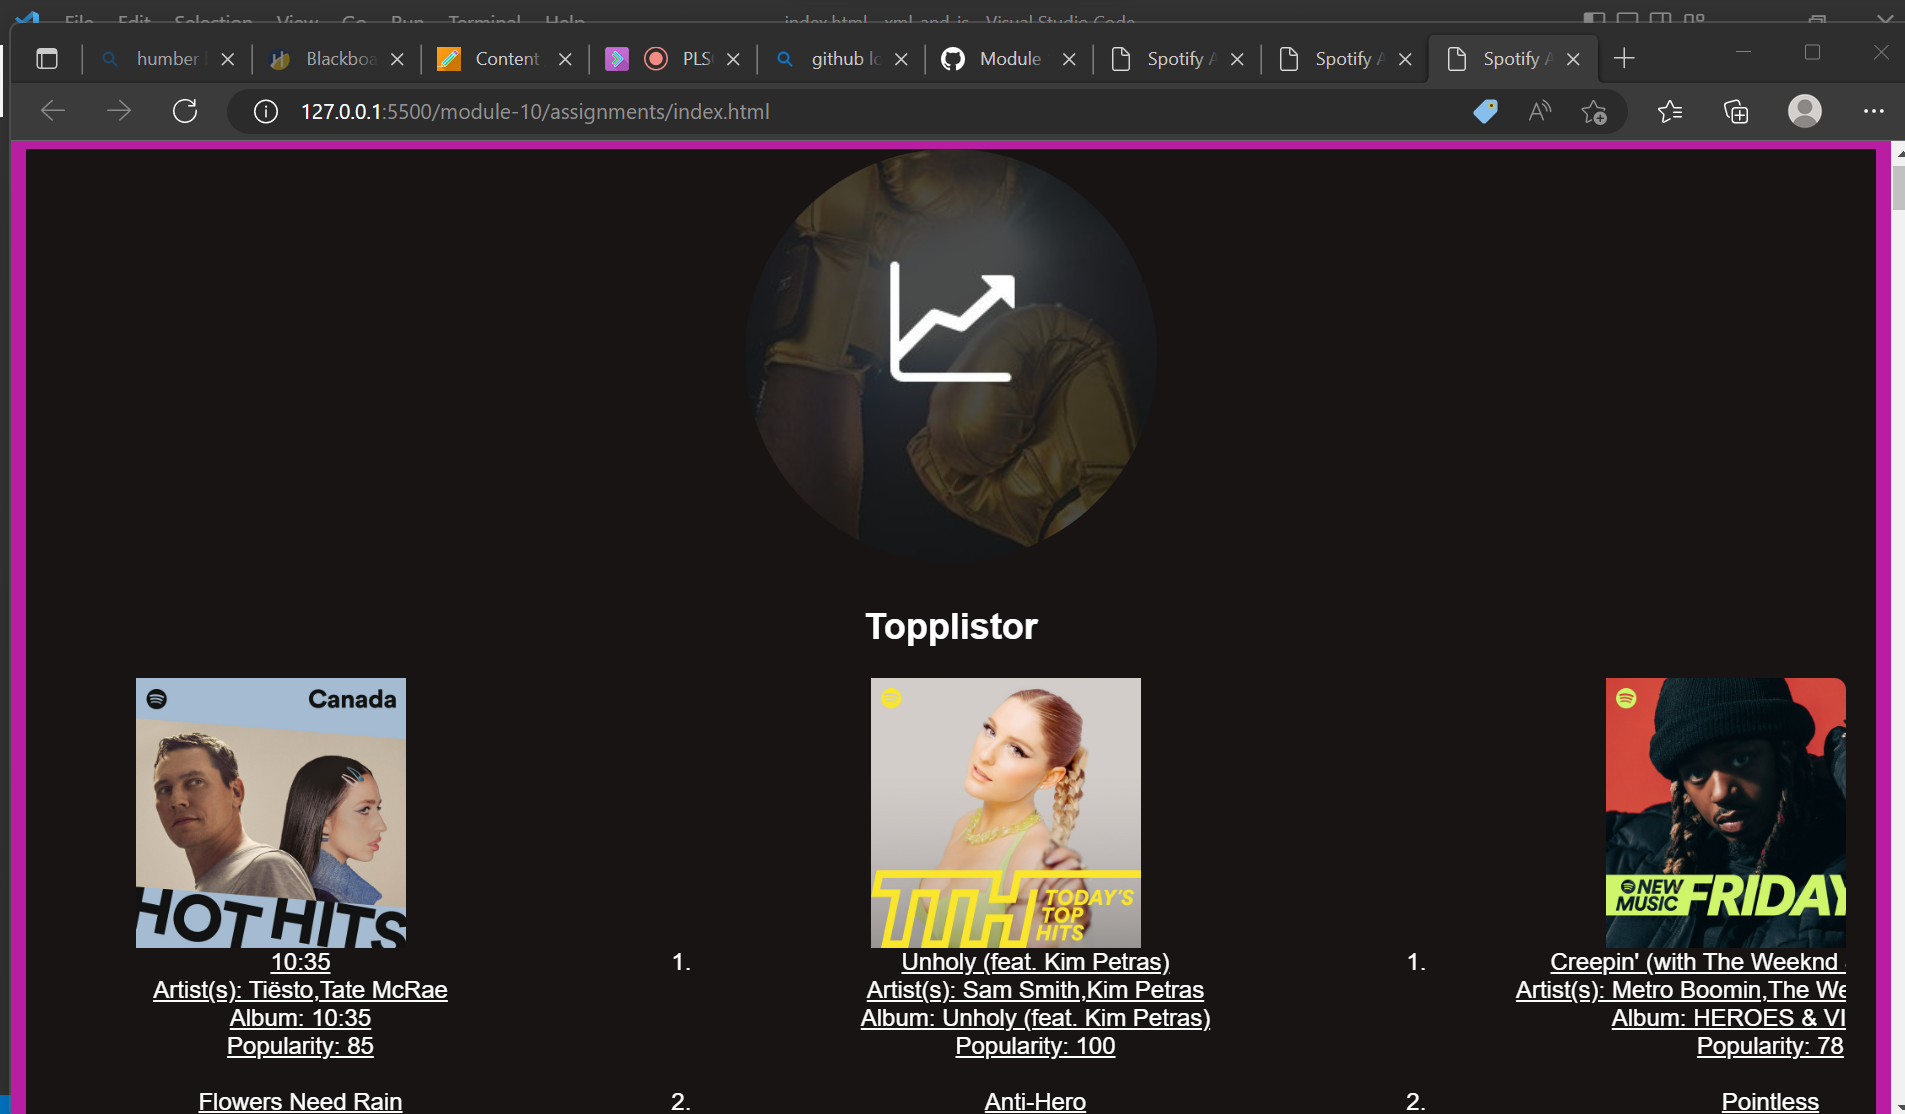 File Edit Selection View Go Run Terminal Help index.html - xml-and-js - Visual Studio Code
humber Blackboa Content PLS github lo Module Spotify A Spotify A Spotify A
127.0.0.1:5500/module-10/assignments/index.html
Topplistor
Canada
HOT HITS
TTH TODAY'S TOP HITS
NEW MUSIC FRIDAY
10:35
Artist(s): Tiësto,Tate McRae
Album: 10:35
Popularity: 85
Flowers Need Rain
1. Unholy (feat. Kim Petras)
Artist(s): Sam Smith,Kim Petras
Album: Unholy (feat. Kim Petras)
Popularity: 100
2. Anti-Hero
1. Creepin' (with The Weeknd
Artist(s): Metro Boomin,The We
Album: HEROES & VI
Popularity: 78
2. Pointless